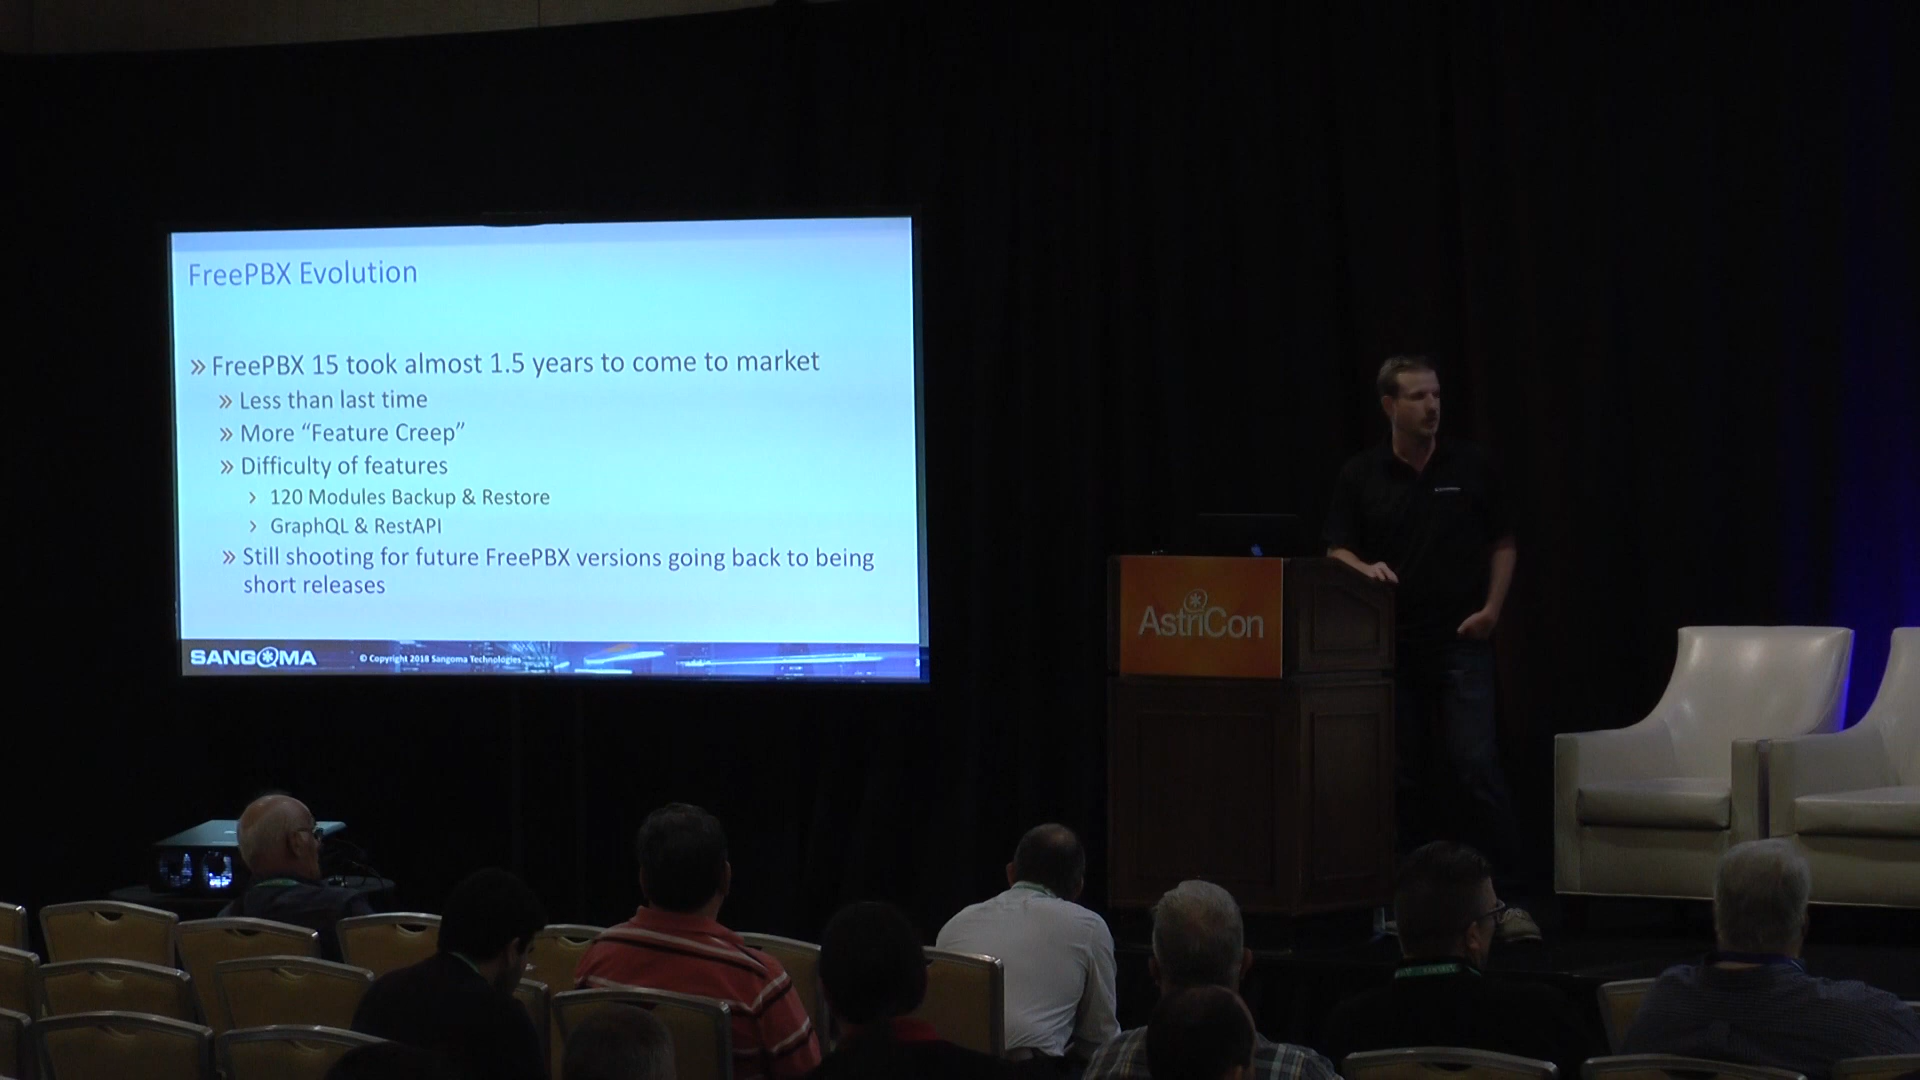 FreePBX Evolution
» FreePBX 15 took almost 1.5 years to come to market
» Less than last time
» More “Feature Creep”
» Difficulty of features
› 120 Modules Backup & Restore
› GraphQL & RestAPI
» Still shooting for future FreePBX versions going back to being
short releases
SANGOMA
© Copyright 2018 Sangoma Technologies
AstriCon